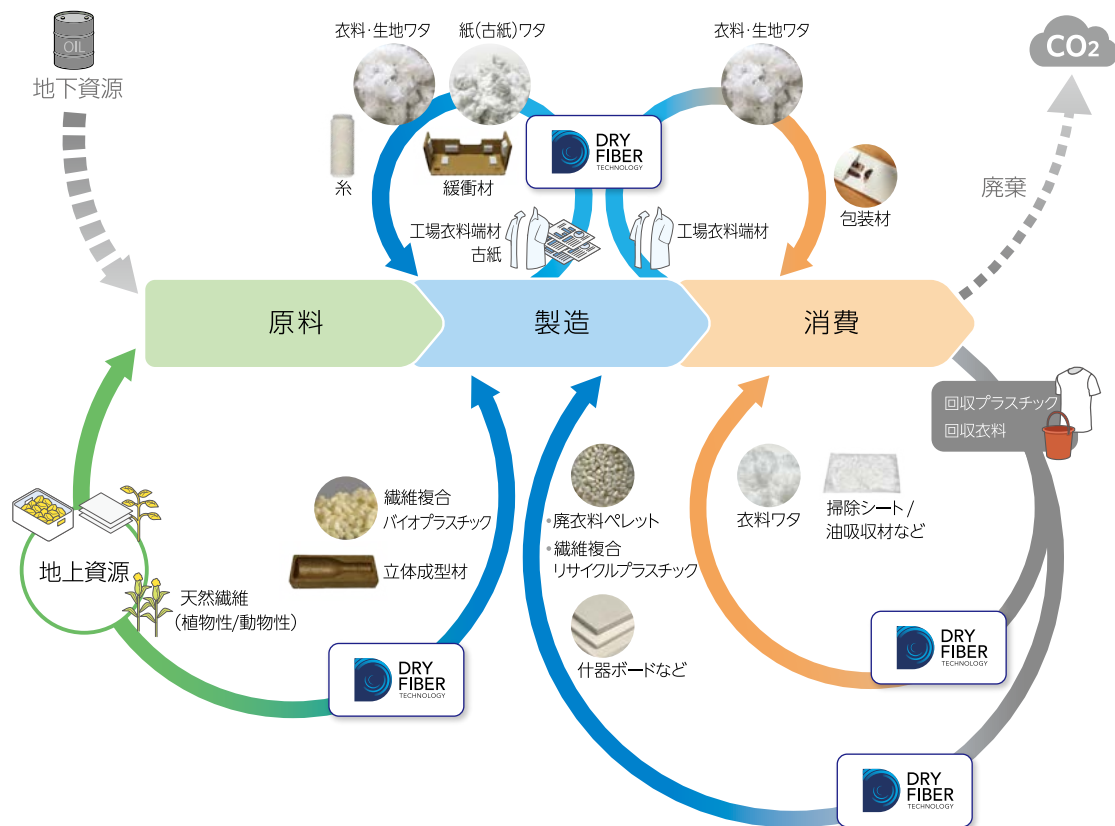 OIL
地下資源
衣料・生地ワタ
紙(古紙)ワタ
衣料・生地ワタ
CO2
DRY
FIBER
TECHNOLOGY
糸
緩衝材
包装材
廃棄
工場衣料端材
古紙
工場衣料端材
原料
製造
消費
回収プラスチック
回収衣料
繊維複合
バイオプラスチック
立体成型材
・廃衣料ペレット
・繊維複合
リサイクルプラスチック
什器ボードなど
衣料ワタ
掃除シート/
油吸収材など
地上資源
天然繊維
(植物性/動物性)
DRY
FIBER
TECHNOLOGY
DRY
FIBER
TECHNOLOGY
DRY
FIBER
TECHNOLOGY